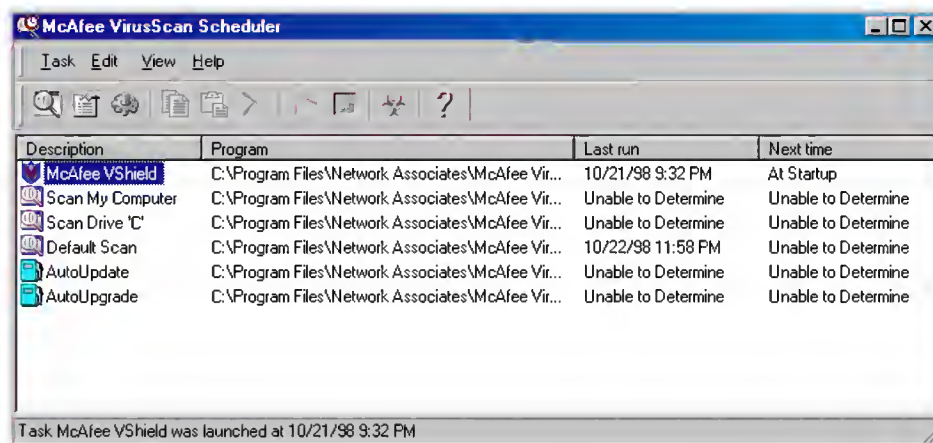 McAfee VirusScan Scheduler
Task Edit View Help
?
Description Program Last run Next time
McAfee VShield C:\Program Files\Network Associates\McAfee Vir... 10/21/98 9:32 PM At Startup
Scan My Computer C:\Program Files\Network Associates\McAfee Vir... Unable to Determine Unable to Determine
Scan Drive 'C' C:\Program Files\Network Associates\McAfee Vir... Unable to Determine Unable to Determine
Default Scan C:\Program Files\Network Associates\McAfee Vir... 10/22/98 11:58 PM Unable to Determine
AutoUpdate C:\Program Files\Network Associates\McAfee Vir... Unable to Determine Unable to Determine
AutoUpgrade C:\Program Files\Network Associates\McAfee Vir... Unable to Determine Unable to Determine
Task McAfee VShield was launched at 10/21/98 9:32 PM